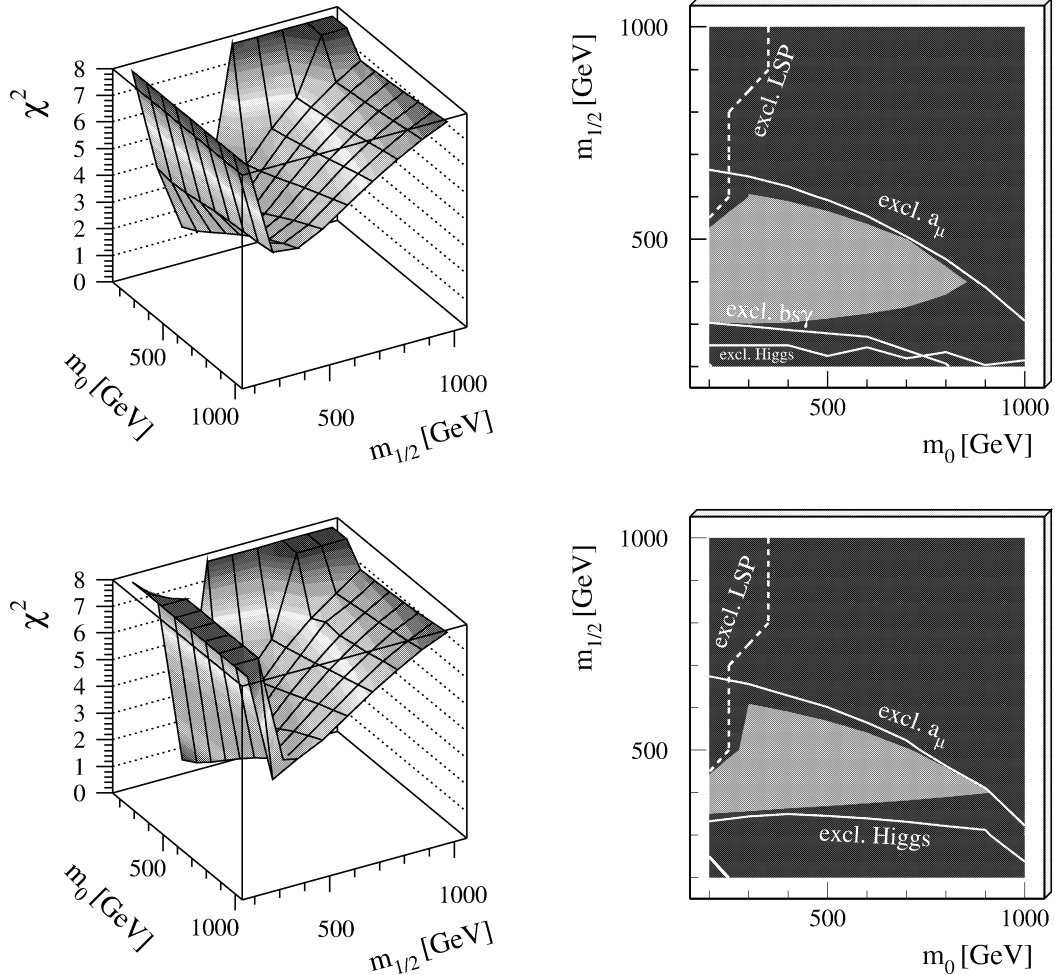 χ²
8
7
6
5
4
3
2
1
0
500
1000
m₀ [GeV]
500
1000
m₁/₂ [GeV]
1000
500
m₁/₂ [GeV]
excl. LSP
excl. aμ
excl. bsγ
excl. Higgs
500
1000
m₀ [GeV]
χ²
8
7
6
5
4
3
2
1
0
500
1000
m₀ [GeV]
500
1000
m₁/₂ [GeV]
1000
500
m₁/₂ [GeV]
excl. LSP
excl. aμ
excl. Higgs
500
1000
m₀ [GeV]